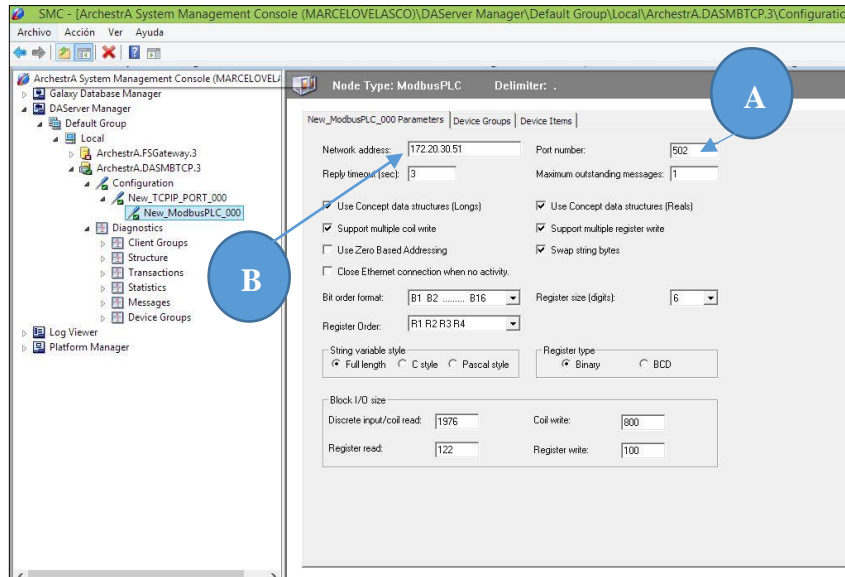 SMC - [ArchestrA System Management Console (MARCELOVELASCO)\DAServer Manager\Default Group\Local\ArchestrA.DASMBTCP.3\Configuratio
Archivo Acción Ver Ayuda
ArchestrA System Management Console (MARCELOVELA
Galaxy Database Manager
DAServer Manager
Default Group
Local
ArchestrA.FSGateway.3
ArchestrA.DASMBTCP.3
Configuration
New_TCPIP_PORT_000
New_ModbusPLC_000
Diagnostics
Client Groups
Structure
Transactions
Statistics
Messages
Device Groups
Log Viewer
Platform Manager
Node Type: ModbusPLC Delimiter: .
A
New_ModbusPLC_000 Parameters Device Groups Device Items
Network address: 172.20.30.51 Port number: 502
Reply timeout (sec): 3 Maximum outstanding messages: 1
Use Concept data structures (Longs) Use Concept data structures (Reals)
Support multiple coil write Support multiple register write
Use Zero Based Addressing Swap string bytes
B
Close Ethernet connection when no activity.
Bit order format: B1 B2 ......... B16 Register size (digits): 6
Register Order: R1 R2 R3 R4
String variable style Register type
Full length C style Pascal style Binary BCD
Block I/O size
Discrete input/coil read: 1976 Coil write: 800
Register read: 122 Register write: 100